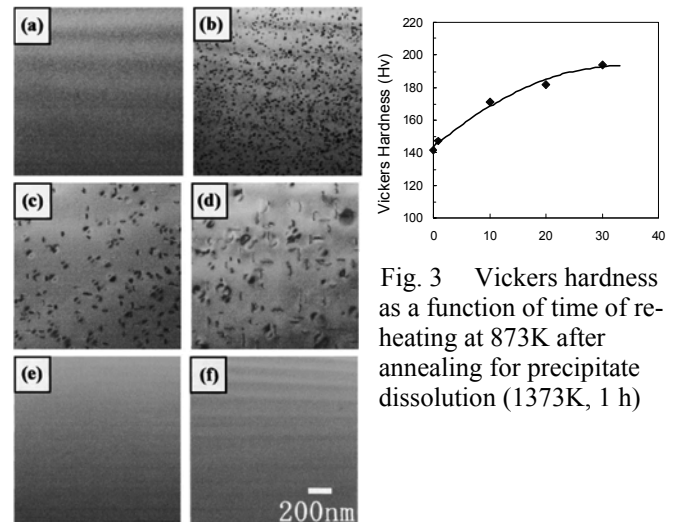 (a)
(b)
(c)
(d)
(e)
(f)
200nm
220
200
180
160
140
120
100
Vickers Hardness (Hv)
0
10
20
30
40
Fig. 3 Vickers hardness
as a function of time of re-
heating at 873K after
annealing for precipitate
dissolution (1373K, 1 h)